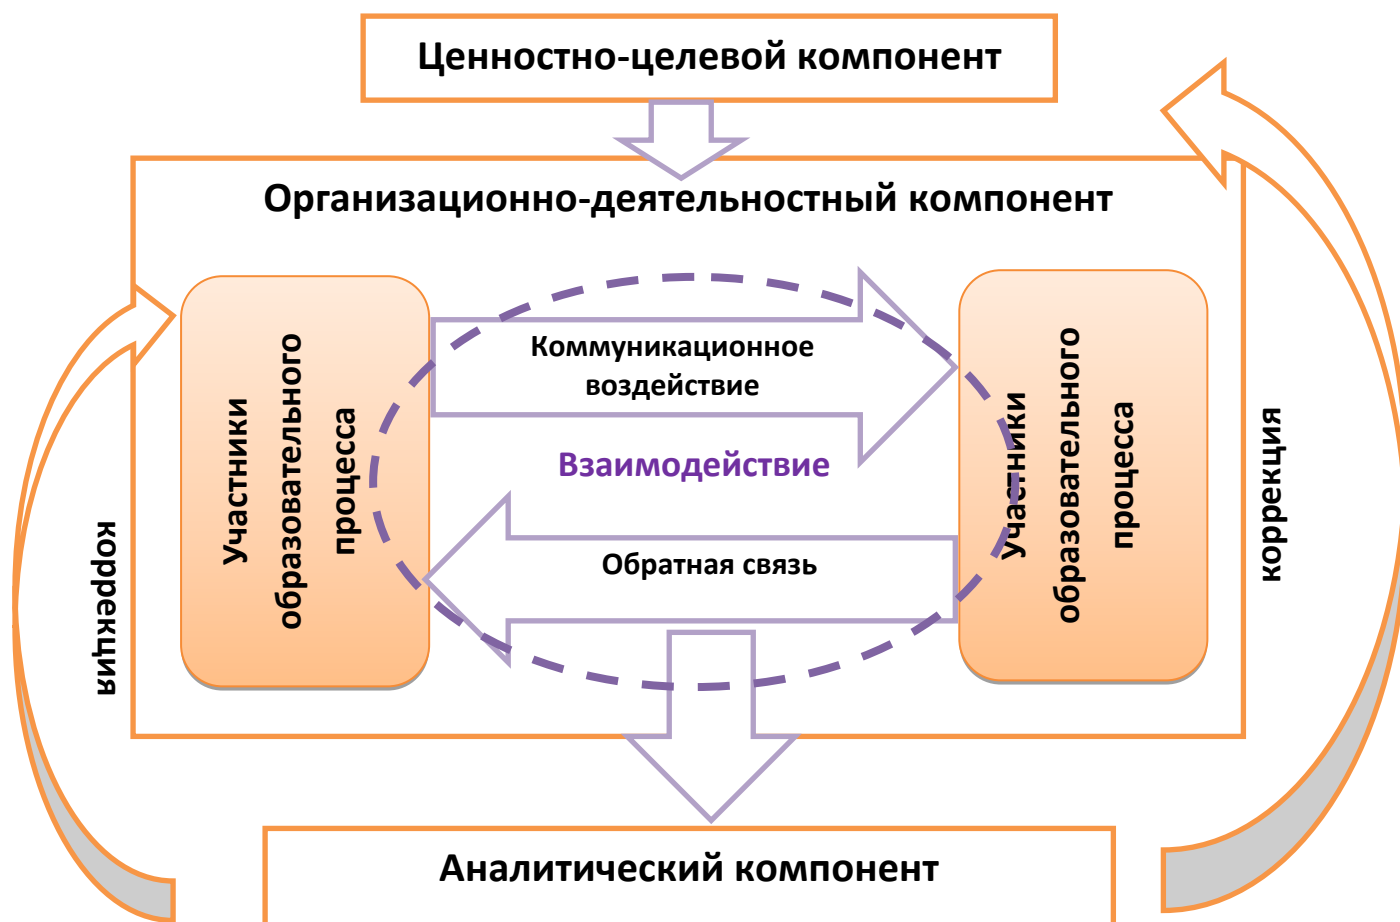 Ценностно-целевой компонент
Организационно-деятельностный компонент
Участники
образовательного
процесса
Коммуникационное
воздействие
Взаимодействие
Обратная связь
Участники
образовательного
процесса
коррекция
коррекция
Аналитический компонент